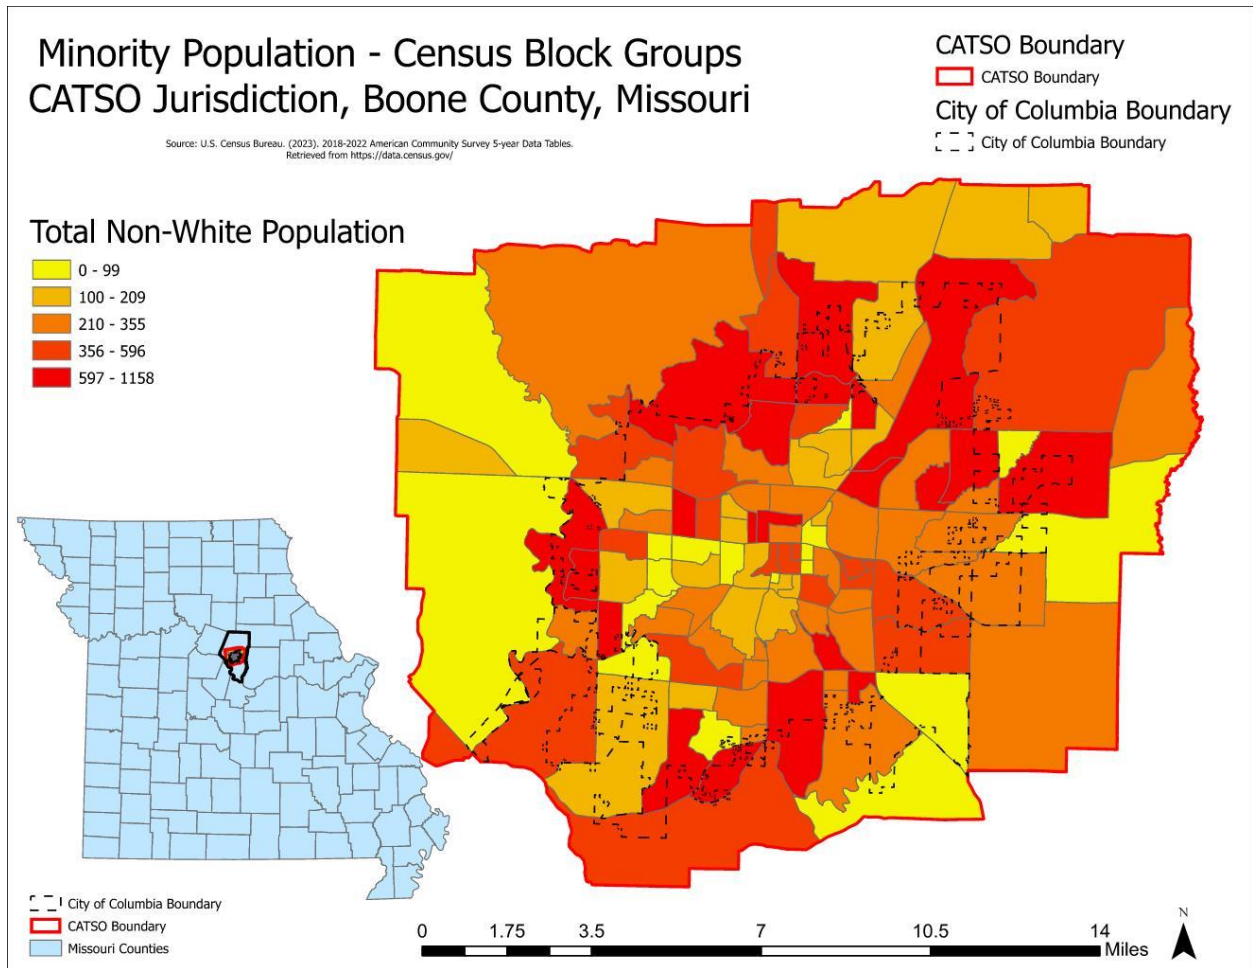 Minority Population - Census Block Groups
CATSO Jurisdiction, Boone County, Missouri
Source: U.S. Census Bureau. (2023). 2018-2022 American Community Survey 5-year Data Tables.
Retrieved from https://data.census.gov/
CATSO Boundary
CATSO Boundary
City of Columbia Boundary
City of Columbia Boundary
Total Non-White Population
0 - 99
100 - 209
210 - 355
356 - 596
597 - 1158
City of Columbia Boundary
CATSO Boundary
Missouri Counties
0 1.75 3.5 7 10.5 14
Miles
N